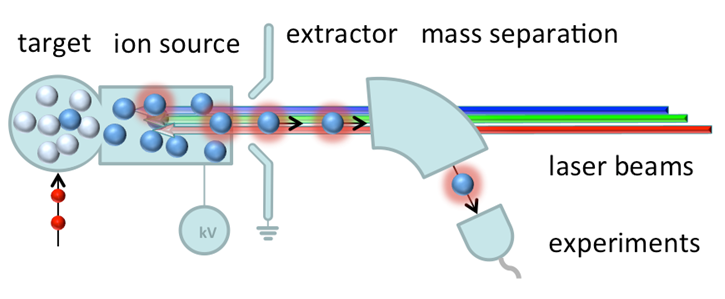 target
ion source
extractor
mass separation
laser beams
kV
experiments